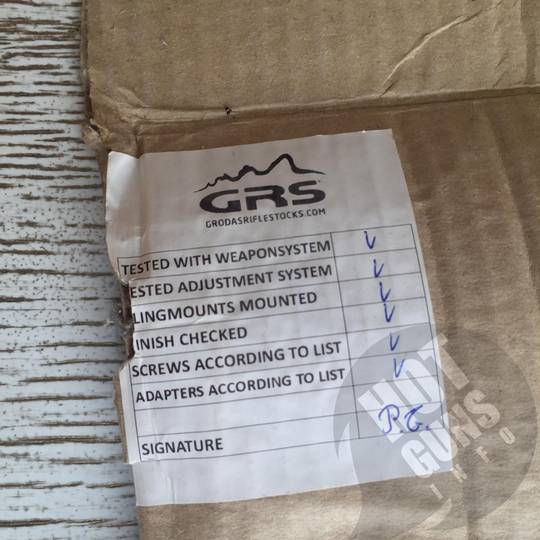 GRS
GRODASRIFLESTOCKS.COM
TESTED WITH WEAPONSYSTEM
ESTED ADJUSTMENT SYSTEM
LINGMOUNTS MOUNTED
INISH CHECKED
SCREWS ACCORDING TO LIST
ADAPTERS ACCORDING TO LIST
SIGNATURE
HOT
GUNS
INFO